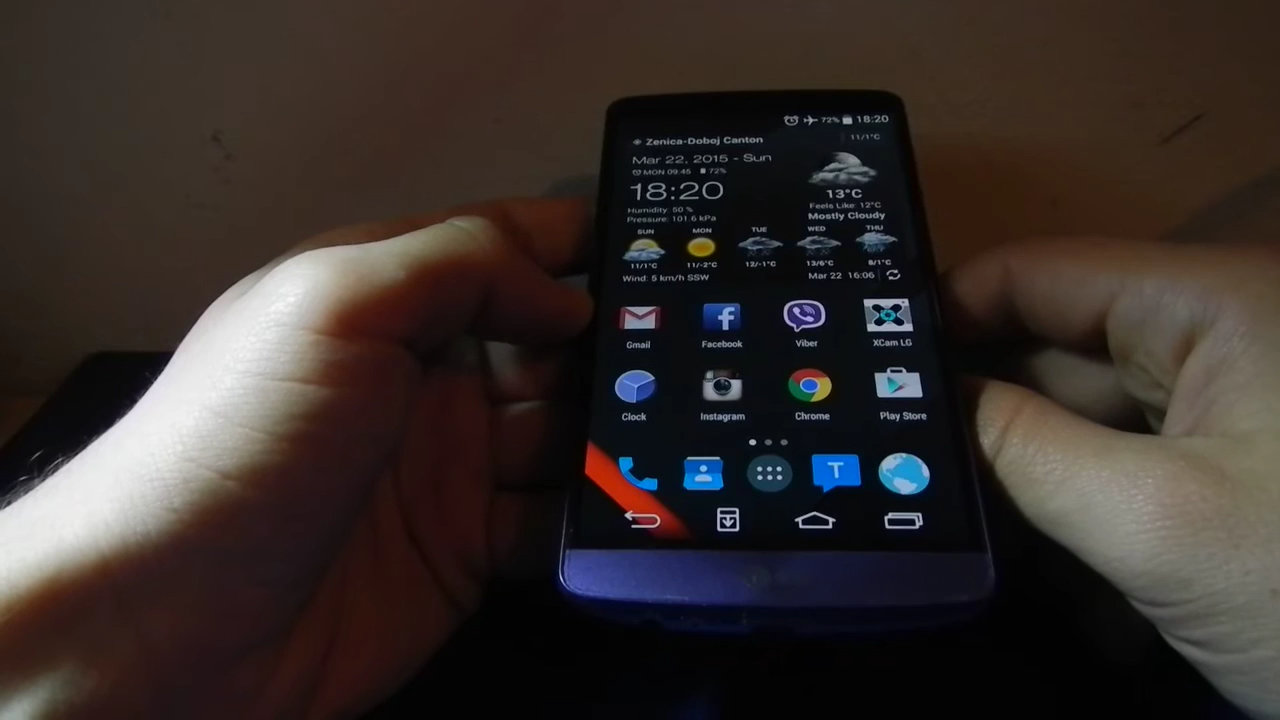 72% 18:20
Zenica-Doboj Canton 11/1°C
Mar 22, 2015 - Sun
MON 09:45 72%
18:20
13°C
Humidity: 50 % Feels Like: 12°C
Pressure: 101.6 kPa Mostly Cloudy
SUN MON TUE WED THU
11/1°C 11/-2°C 12/-1°C 13/6°C 8/1°C
Wind: 5 km/h SSW Mar 22 16:06
Gmail Facebook Viber XCam LG
Clock Instagram Chrome Play Store
T